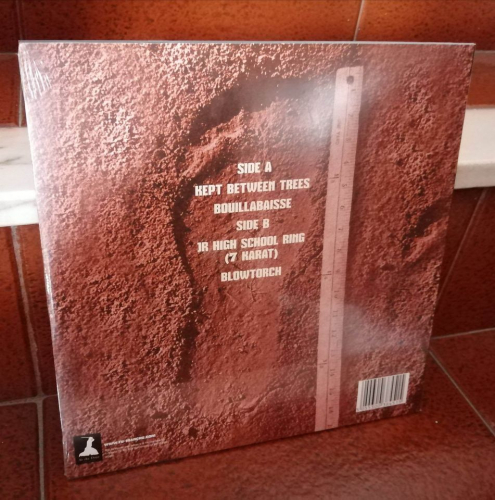 SIDE A
KEPT BETWEEN TREES
BOUILLABAISSE
SIDE B
JR HIGH SCHOOL RING
(7 KARAT)
BLOWTORCH